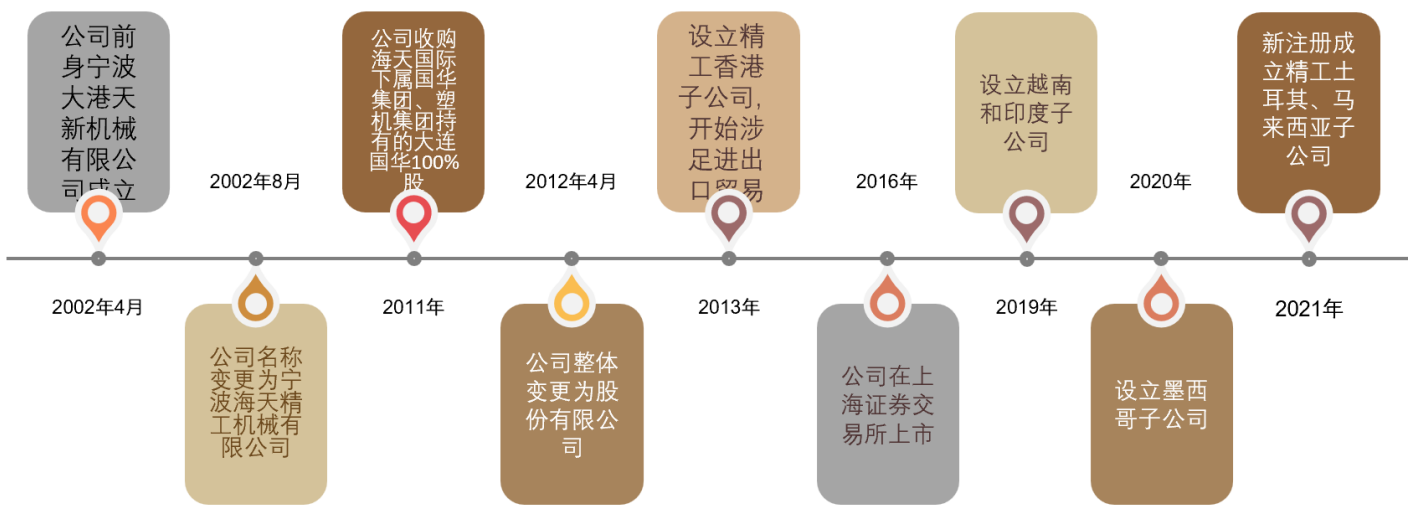 公司前
身宁波
大港天
新机械
有限公
司成立
2002年4月
2002年8月
公司名称
变更为宁
波海天精
工机械有
限公司
公司收购
海天国际
下属国华
集团、塑
机集团持
有的大连
国华100%
股
2011年
2012年4月
公司整体
变更为股
份有限公
司
设立精
工香港
子公司,
开始涉
足进出
口贸易
2013年
2016年
公司在上
海证券交
易所上市
设立越南
和印度子
公司
2019年
2020年
设立墨西
哥子公司
新注册成
立精工土
耳其、马
来西亚子
公司
2021年